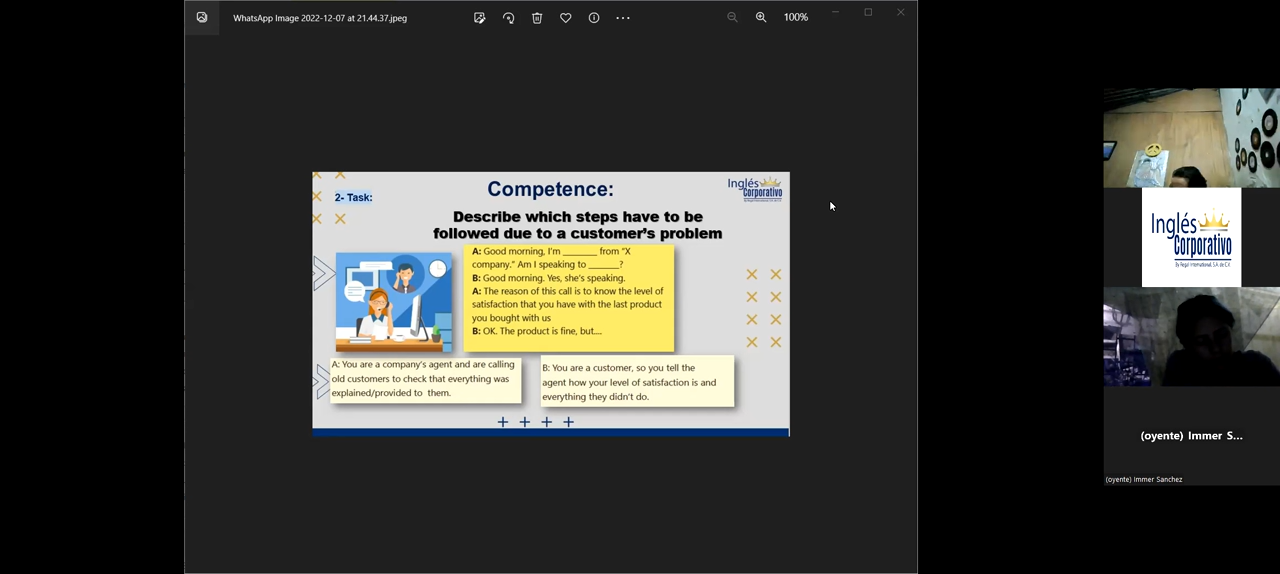 WhatsApp Image 2022-12-07 at 21.44.37.jpeg
100%
2- Task:
Competence:
Inglés
Corporativo
Describe which steps have to be
followed due to a customer's problem
A: Good morning, I'm _______ from "X
company." Am I speaking to ______?
B: Good morning. Yes, she's speaking.
A: The reason of this call is to know the level of
satisfaction that you have with the last product
you bought with us
B: OK. The product is fine, but....
A: You are a company's agent and are calling
old customers to check that everything was
explained/provided to them.
B: You are a customer, so you tell the
agent how your level of satisfaction is and
everything they didn't do.
Inglés
Corporativo
By Regal International, S.A. de C.V.
(oyente) Immer S...
(oyente) Immer Sanchez